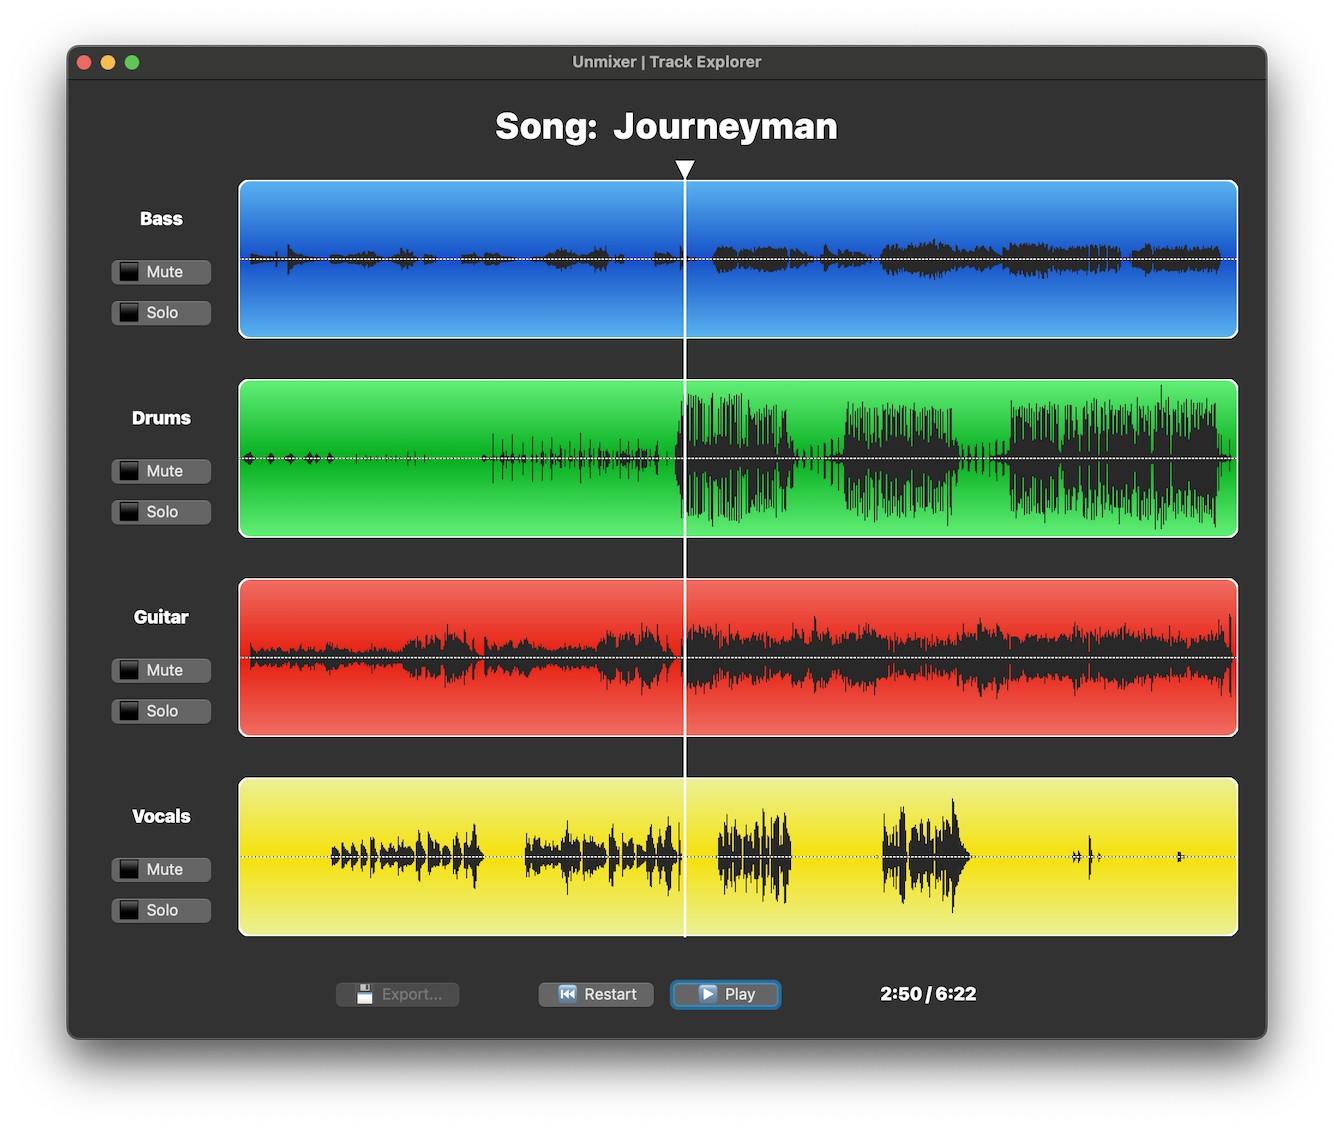 Unmixer | Track Explorer
Song: Journeyman
Bass
Mute
Solo
Drums
Mute
Solo
Guitar
Mute
Solo
Vocals
Mute
Solo
Export...
Restart
Play
2:50 / 6:22